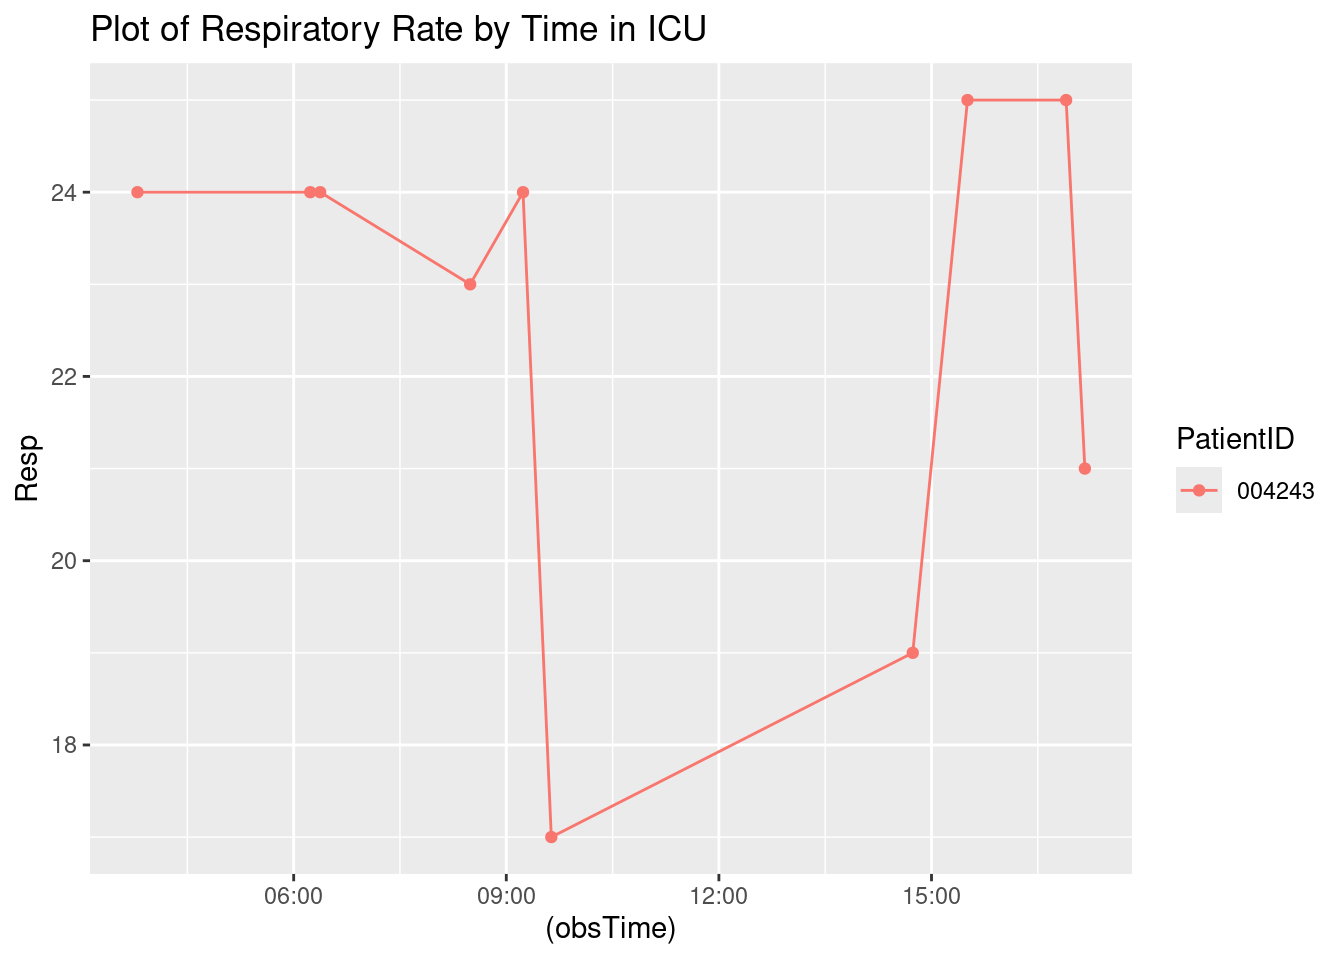 Plot of Respiratory Rate by Time in ICU
24
22
20
18
Resp
06:00 09:00 12:00 15:00
(obsTime)
PatientID
004243